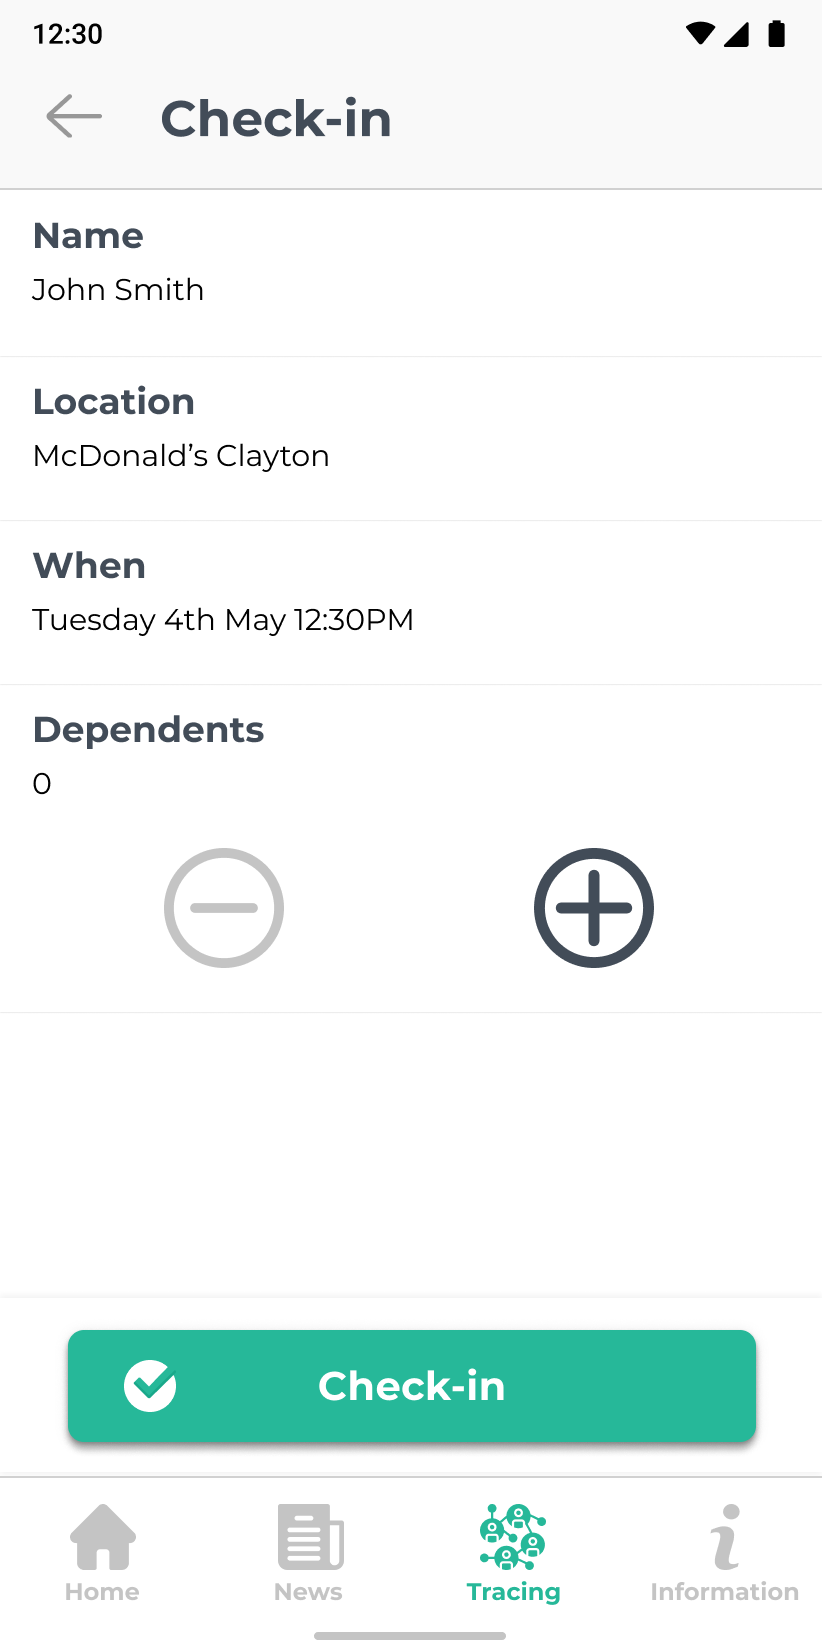 12:30
Check-in
Name
John Smith
Location
McDonald’s Clayton
When
Tuesday 4th May 12:30PM
Dependents
0
Check-in
Home News Tracing Information